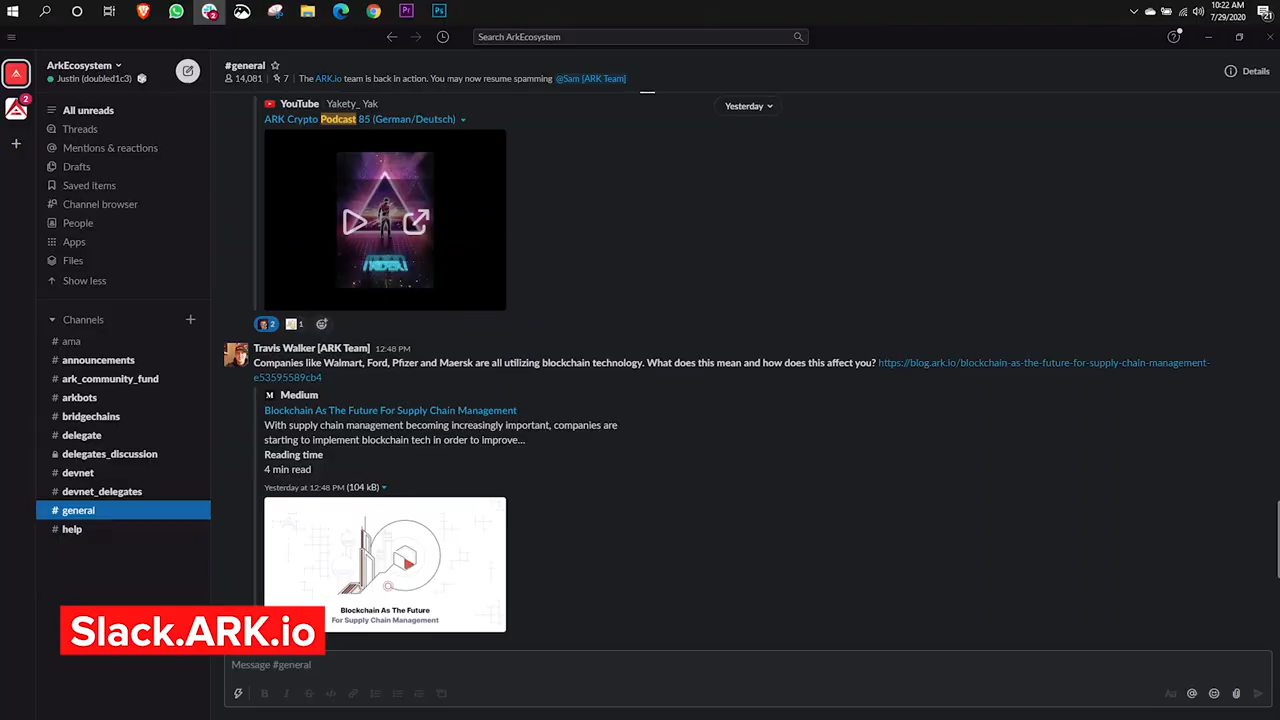 10:22 AM
7/29/2020
21
2
Search ArkEcosystem
ArkEcosystem
Justin (doubled1c3)
2
All unreads
Threads
Mentions & reactions
Drafts
Saved items
Channel browser
People
Apps
Files
Show less
Channels
# ama
# announcements
# ark_community_fund
# arkbots
# bridgechains
# delegate
delegates_discussion
# devnet
# devnet_delegates
# general
# help
#general
14,081 7 The ARK.io team is back in action. You may now resume spamming @Sam [ARK Team]
Details
Yesterday
YouTube Yakety_ Yak
ARK Crypto Podcast 85 (German/Deutsch)
2 1
Travis Walker [ARK Team] 12:48 PM
Companies like Walmart, Ford, Pfizer and Maersk are all utilizing blockchain technology. What does this mean and how does this affect you? https://blog.ark.io/blockchain-as-the-future-for-supply-chain-management-
e53595589cb4
Medium
Blockchain As The Future For Supply Chain Management
With supply chain management becoming increasingly important, companies are
starting to implement blockchain tech in order to improve...
Reading time
4 min read
Yesterday at 12:48 PM (104 kB)
Blockchain As The Future
For Supply Chain Management
Slack.ARK.io
Message #general